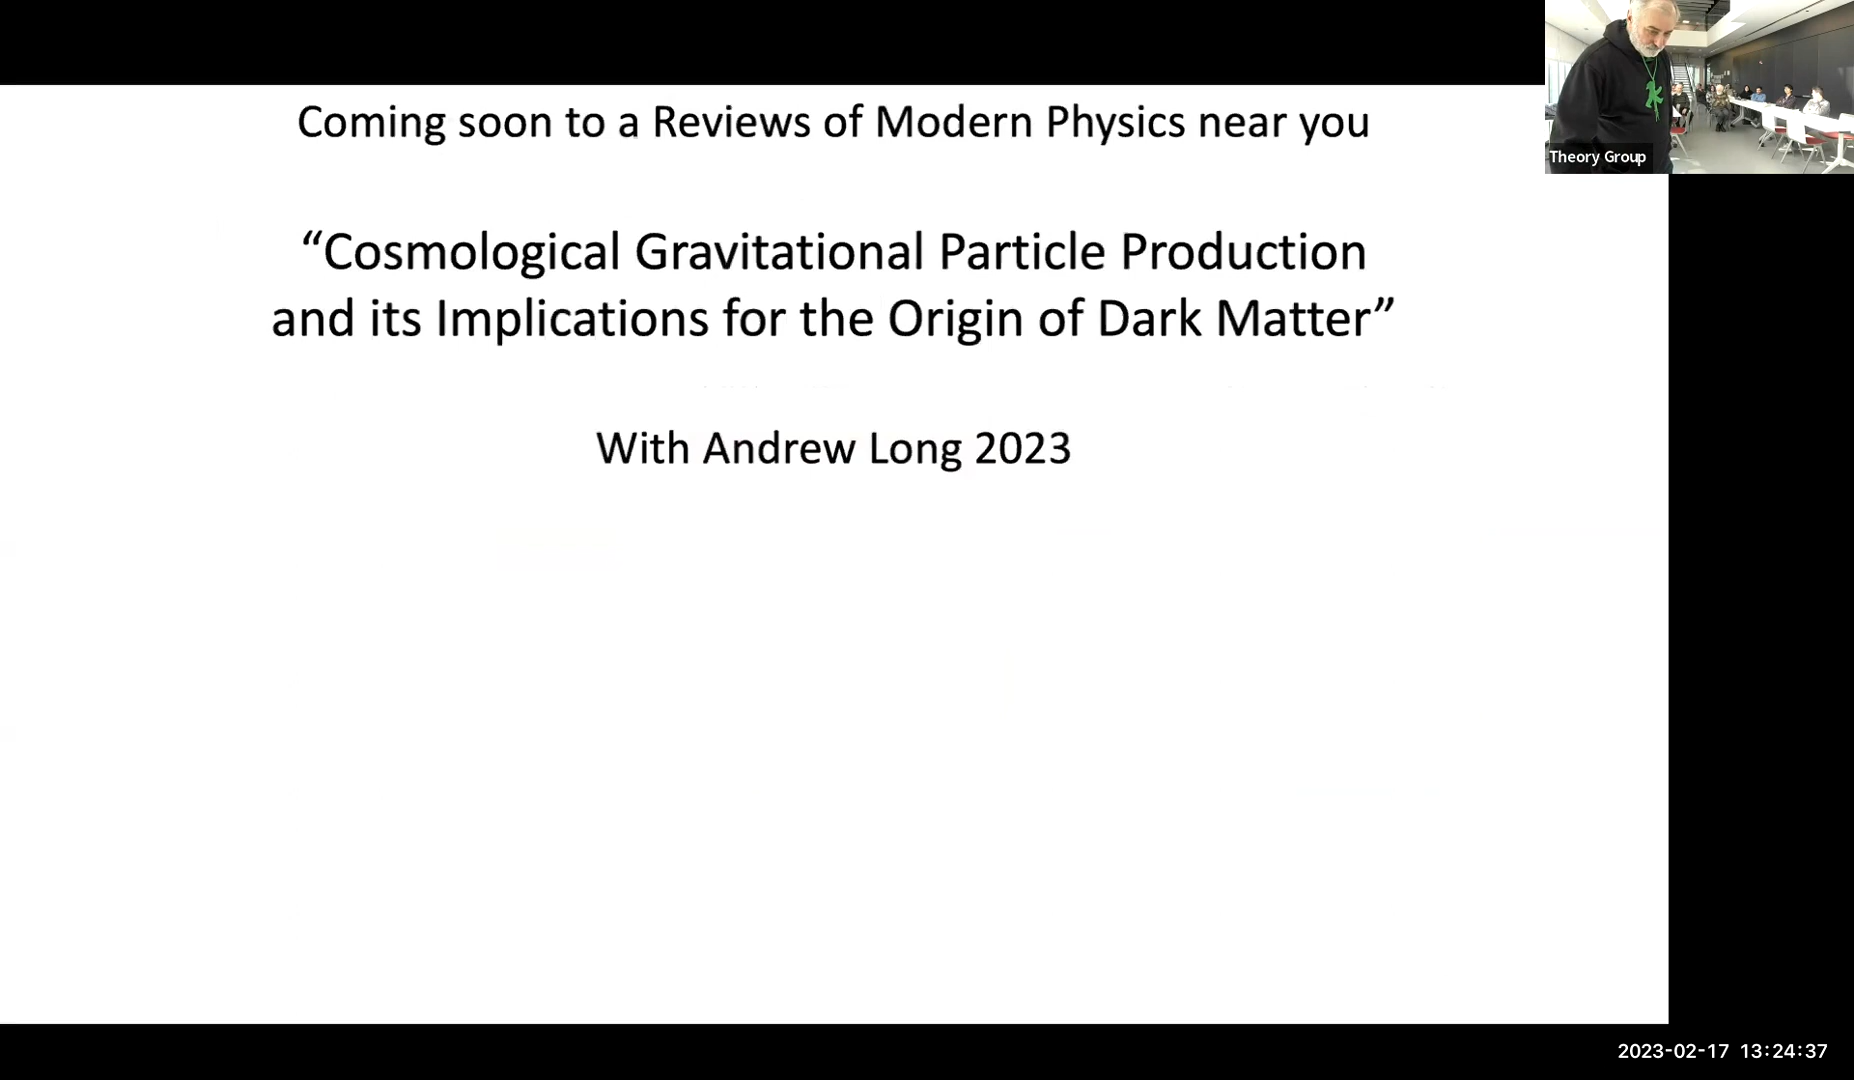 Coming soon to a Reviews of Modern Physics near you
“Cosmological Gravitational Particle Production
and its Implications for the Origin of Dark Matter”
With Andrew Long 2023
Theory Group
2023-02-17 13:24:37